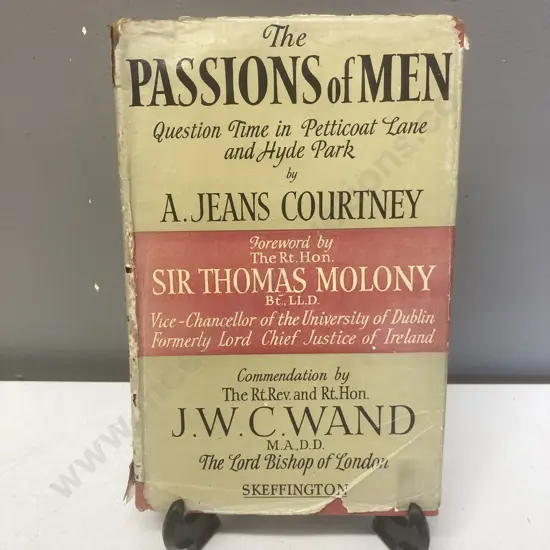 The
PASSIONS of MEN
Question Time in Petticoat Lane
and Hyde Park
by
A. JEANS COURTNEY
Foreword by
The Rt. Hon.
SIR THOMAS MOLONY
Bt., LL.D.
Vice-Chancellor of the University of Dublin
Formerly Lord Chief Justice of Ireland
Commendation by
The Rt. Rev. and Rt. Hon.
J. W. C. WAND
M.A., D.D.
The Lord Bishop of London
SKEFFINGTON